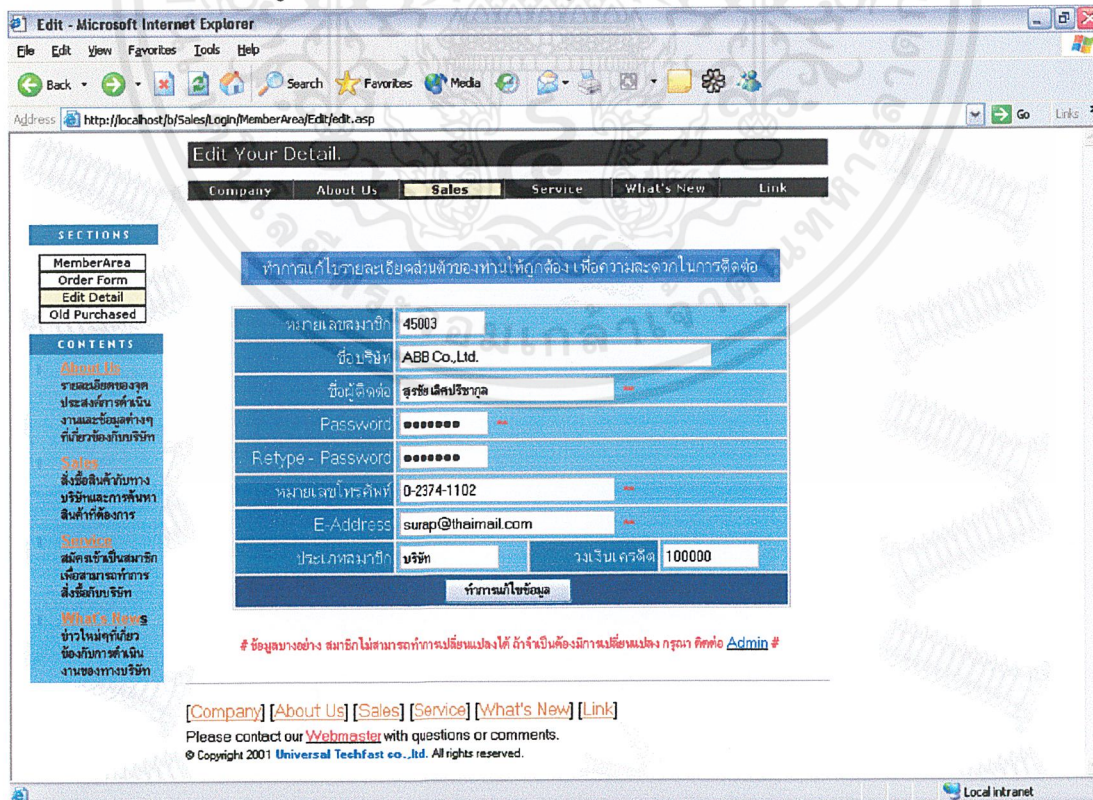 Edit - Microsoft Internet Explorer
File Edit View Favorites Tools Help
Back Search Favorites Media
Address http://localhost/b/Sales/Login/MemberArea/Edit/edit.asp Go Links
Edit Your Detail.
Company About Us Sales Service What's New Link
SECTIONS
MemberArea
Order Form
Edit Detail
Old Purchased
CONTENTS
About Us
รายละเอียดของจุด
ประสงค์การดำเนิน
งานและข้อมูลต่างๆ
ที่เกี่ยวข้องกับบริษัท
Sales
สั่งซื้อสินค้ากับทาง
บริษัทและการค้นหา
สินค้าที่ต้องการ
Service
สมัครเข้าเป็นสมาชิก
เพื่อสามารถทำการ
สั่งซื้อกับบริษัท
What's News
ข่าวใหม่ๆที่เกี่ยว
ข้องกับการดำเนิน
งานของทางบริษัท
ทำการแก้ไขรายละเอียดส่วนตัวของท่านให้ถูกต้อง เพื่อความสะดวกในการติดต่อ
หมายเลขสมาชิก 45003
ชื่อบริษัท ABB Co.,Ltd.
ชื่อผู้ติดต่อ สุรชัย เลิศปรีชากุล **
Password ●●●●●●● **
Retype - Password ●●●●●●●
หมายเลขโทรศัพท์ 0-2374-1102 **
E-Address surap@thaimail.com **
ประเภทสมาชิก บริษัท วงเงินเครดิต 100000
ทำการแก้ไขข้อมูล
# ข้อมูลบางอย่าง สมาชิกไม่สามารถทำการเปลี่ยนแปลงได้ ถ้าจำเป็นต้องมีการเปลี่ยนแปลง กรุณา ติดต่อ Admin #
[Company] [About Us] [Sales] [Service] [What's New] [Link]
Please contact our Webmaster with questions or comments.
© Copyright 2001 Universal Techfast co.,ltd. All rights reserved.
Local intranet